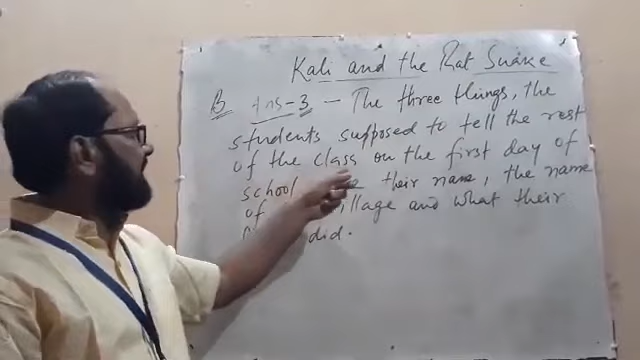 Kali and the Rat Snake
B Ans-3 - The three things, the
students supposed to tell the rest
of the class on the first day of
school their name, the name
of village and what their
did.